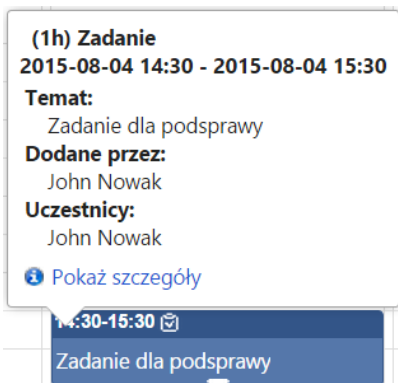 (1h) Zadanie
2015-08-04 14:30 - 2015-08-04 15:30
Temat:
Zadanie dla podsprawy
Dodane przez:
John Nowak
Uczestnicy:
John Nowak
Pokaż szczegóły
14:30-15:30
Zadanie dla podsprawy